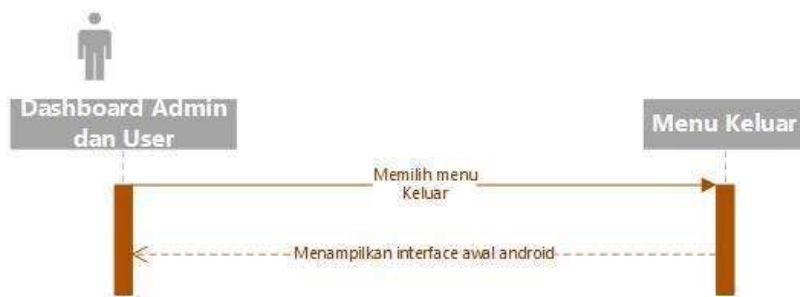 Dashboard Admin
dan User
Menu Keluar
Memilih menu
Keluar
Menampilkan interface awal android